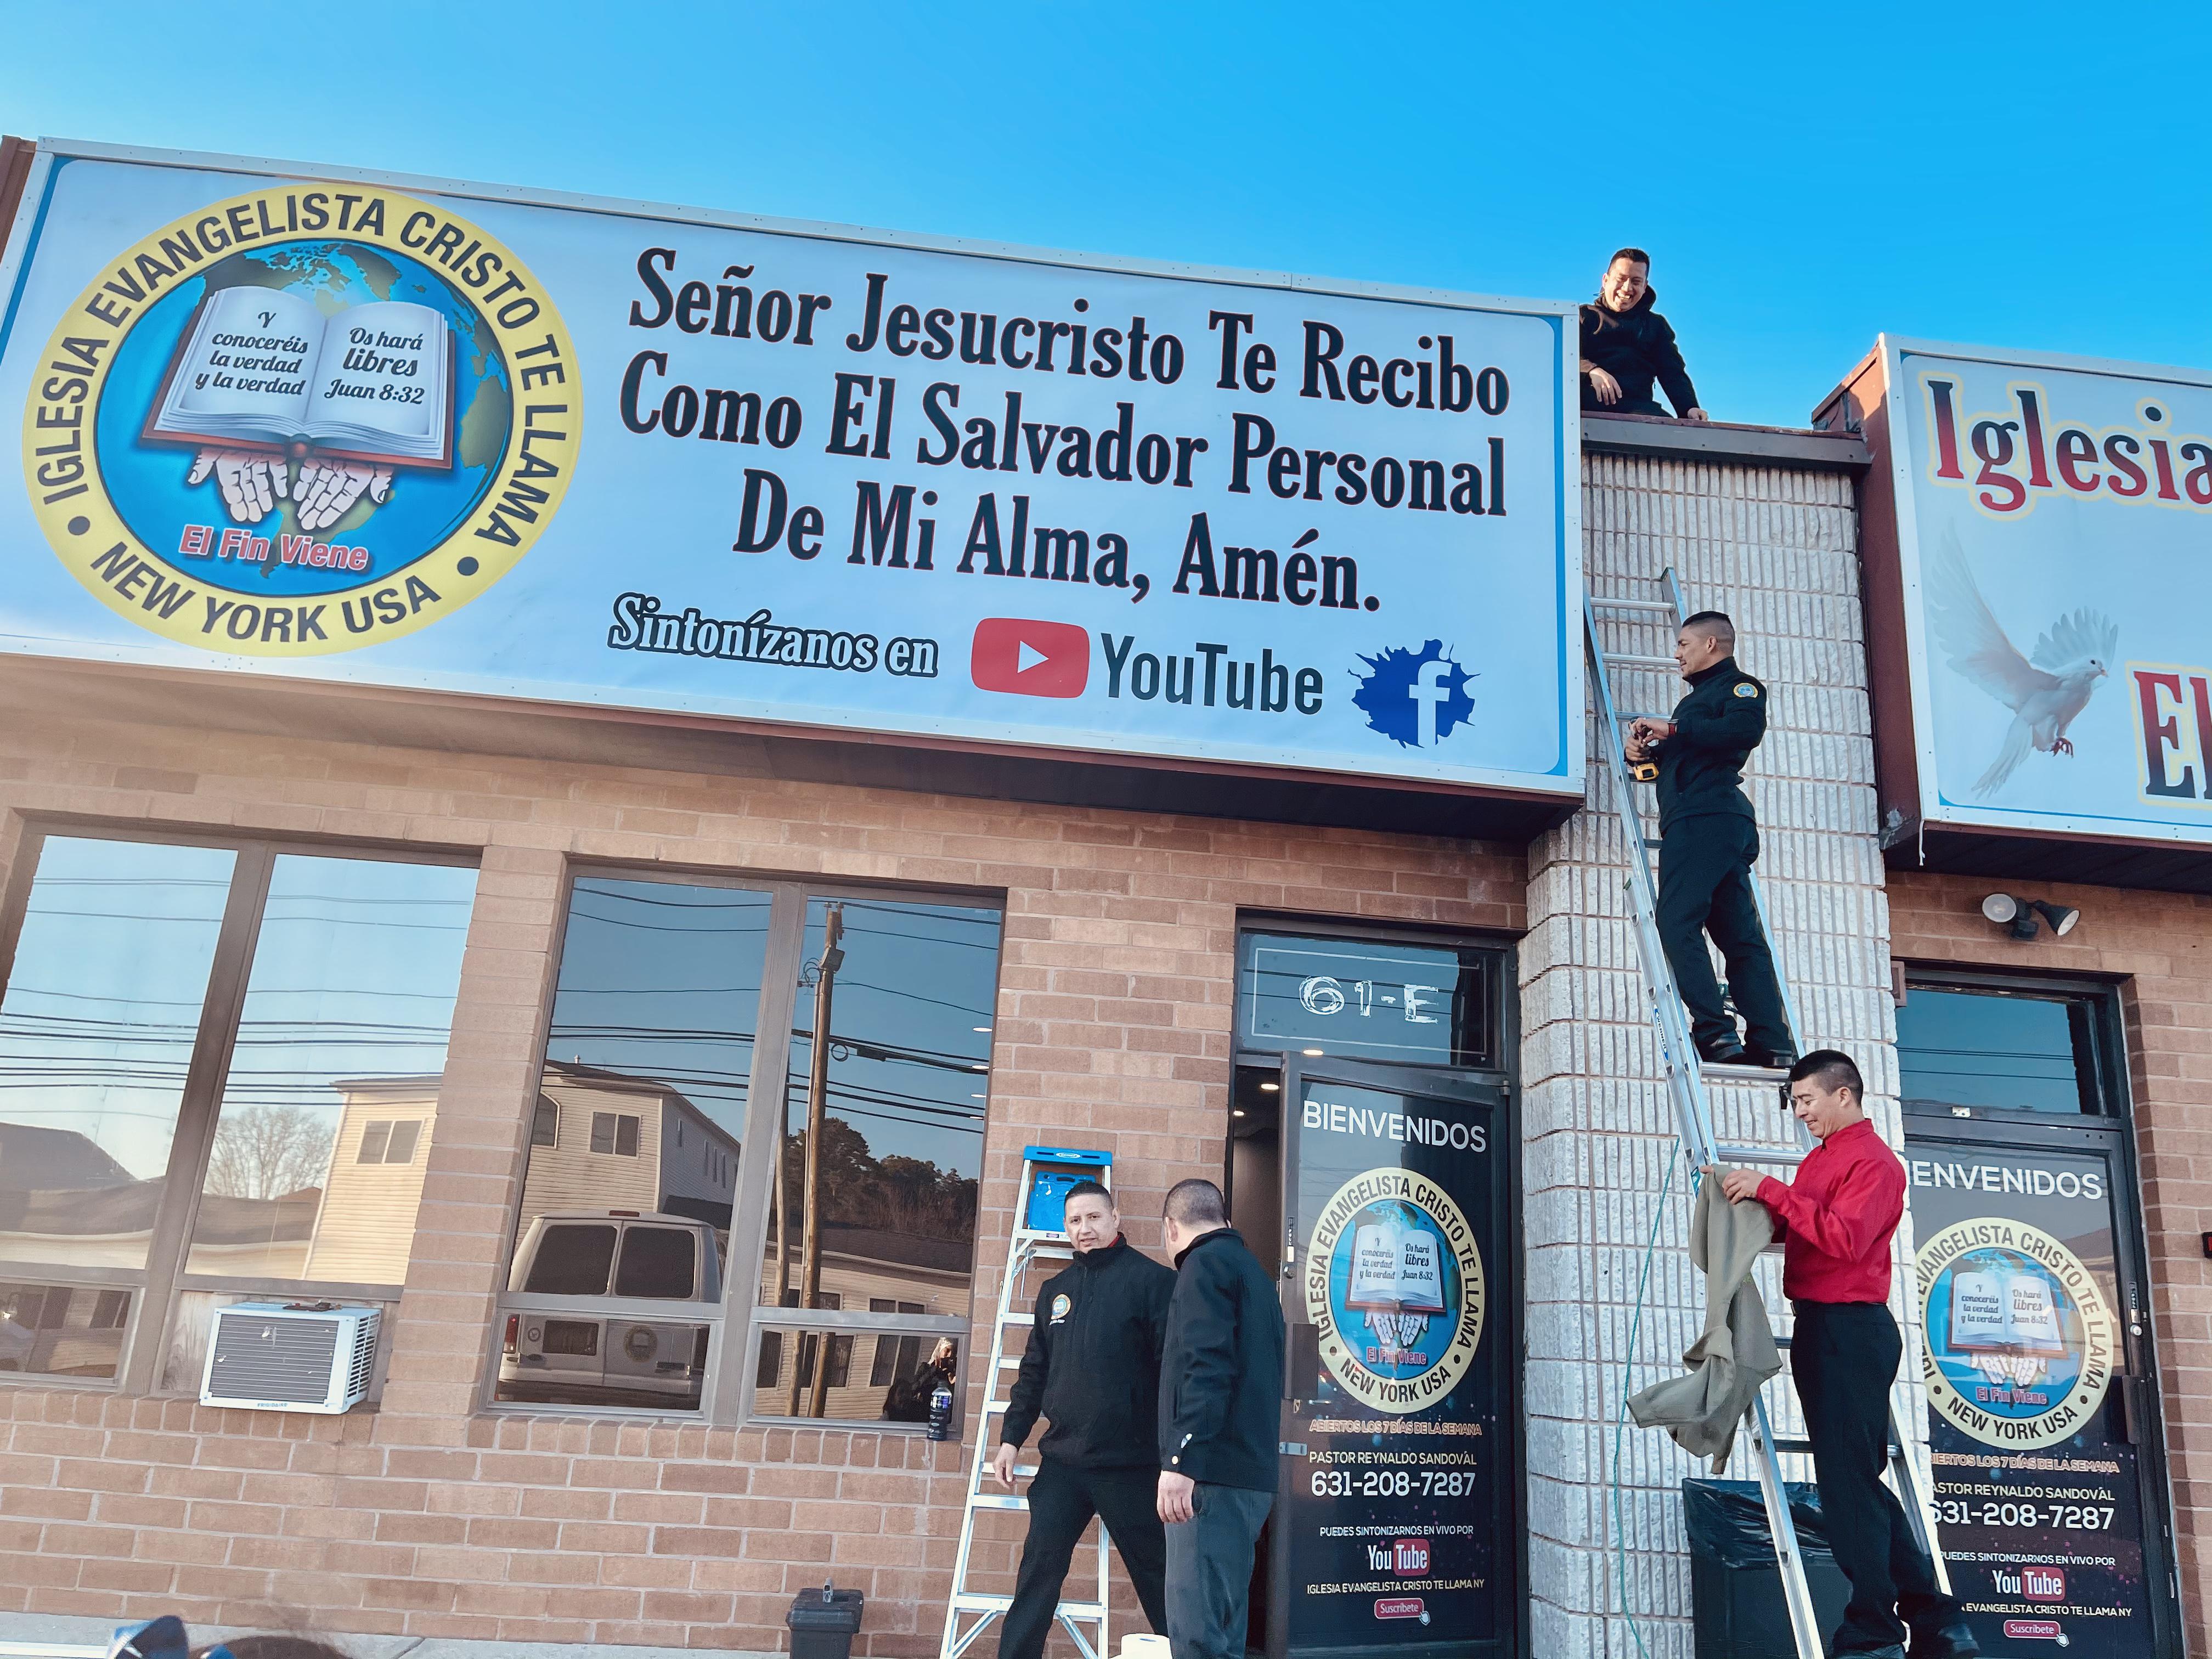 IGLESIA EVANGELISTA CRISTO TE LLAMA
NEW YORK USA
Y
conoceréis
la verdad
y la verdad
Os hará
libres
Juan 8:32
El Fin Viene
Señor Jesucristo Te Recibo
Como El Salvador Personal
De Mi Alma, Amén.
Sintonízanos en
YouTube
f
Iglesia
El
61-E
BIENVENIDOS
IGLESIA EVANGELISTA CRISTO TE LLAMA
NEW YORK USA
Y
conoceréis
la verdad
y la verdad
Os hará
libres
Juan 8:32
El Fin Viene
ABIERTOS LOS 7 DÍAS DE LA SEMANA
PASTOR REYNALDO SANDOVAL
631-208-7287
PUEDES SINTONIZARNOS EN VIVO POR
YouTube
IGLESIA EVANGELISTA CRISTO TE LLAMA NY
Suscríbete
IENVENIDOS
EVANGELISTA CRISTO TE LLAMA
NEW YORK USA
Y
conoceréis
la verdad
y la verdad
Os hará
libres
Juan 8:32
El Fin Viene
IERTOS LOS 7 DÍAS DE LA SEMANA
ASTOR REYNALDO SANDOVAL
631-208-7287
PUEDES SINTONIZARNOS EN VIVO POR
YouTube
EVANGELISTA CRISTO TE LLAMA NY
Suscríbete